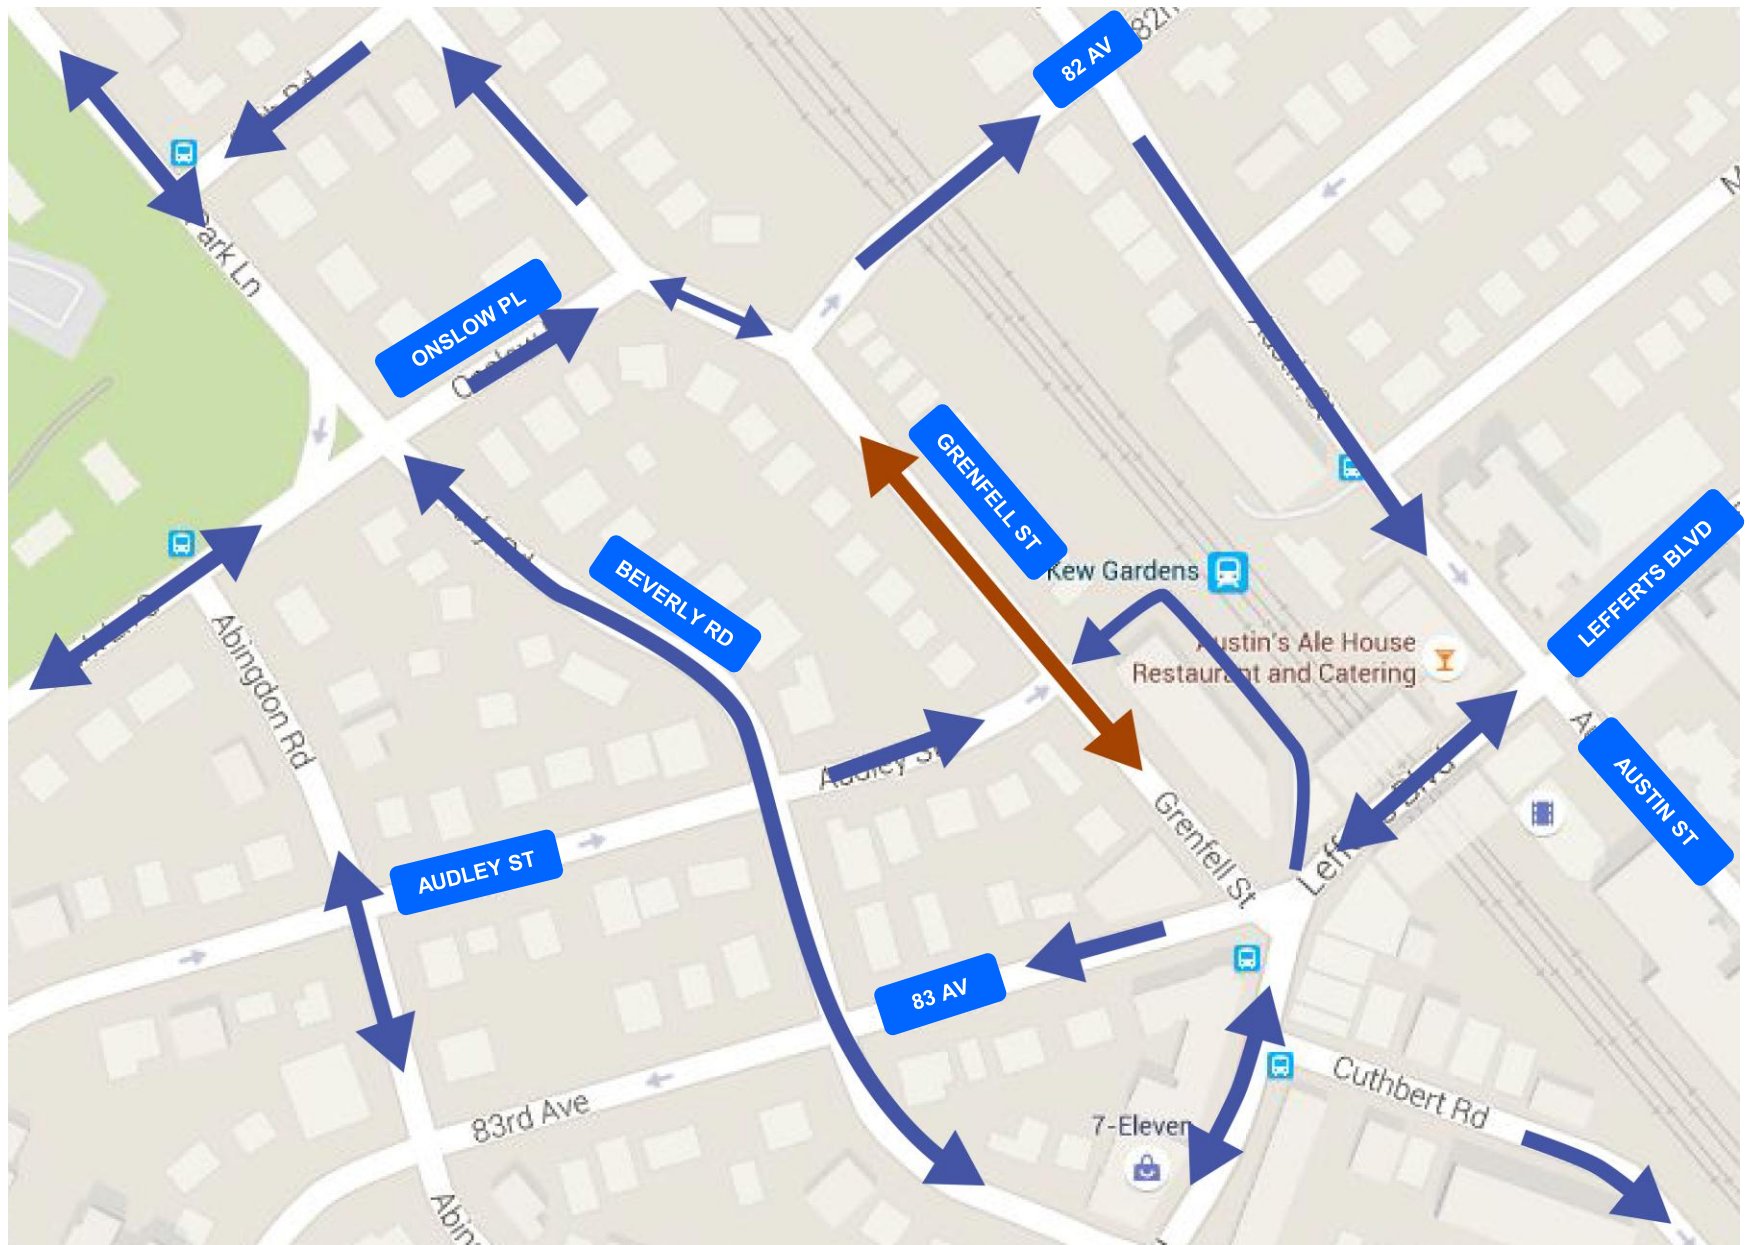 82 AV
Park Ln
ONSLOW PL
GRENFELL ST
Kew Gardens
BEVERLY RD
LEFFERTS BLVD
Austin's Ale House
Restaurant and Catering
Abingdon Rd
Audley St
AUSTIN ST
Grenfell St
AUDLEY ST
83 AV
Cuthbert Rd
83rd Ave
7-Eleven